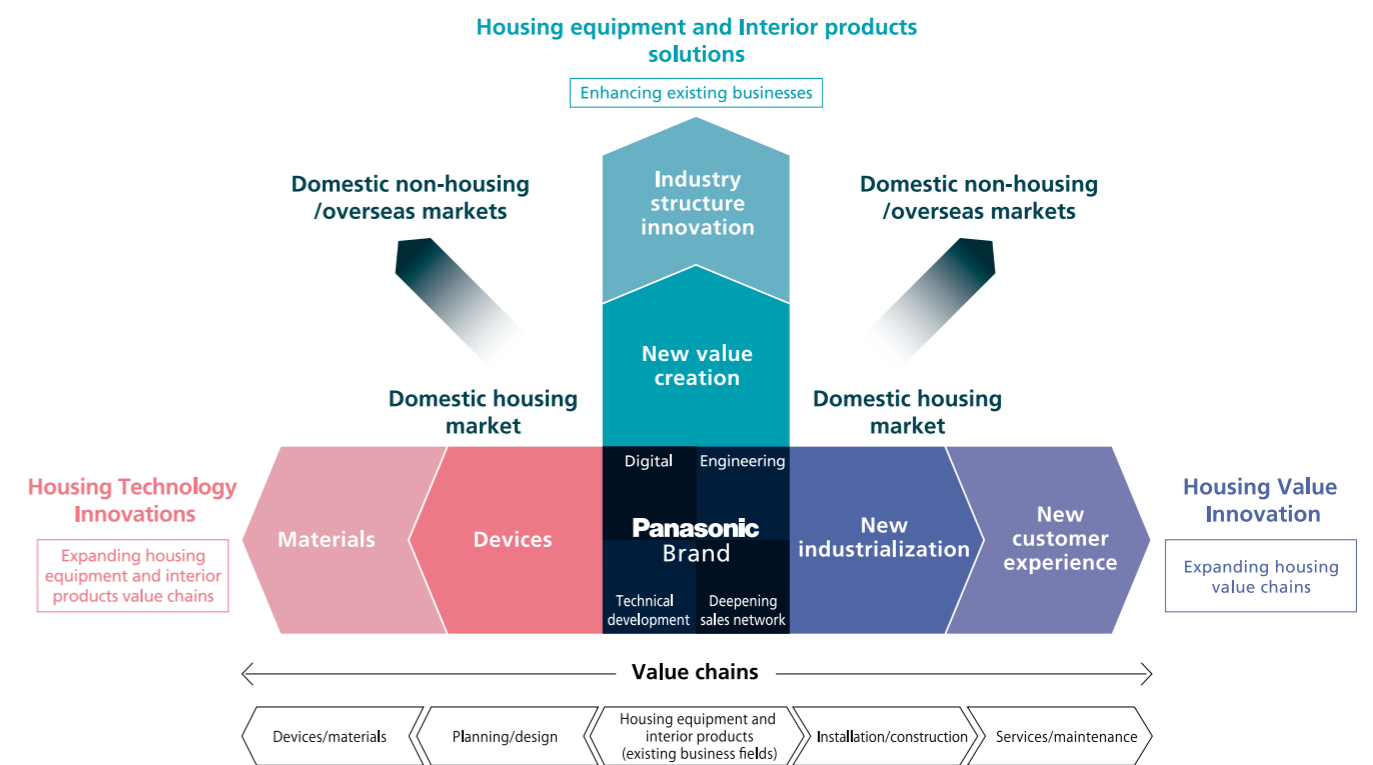 Housing equipment and Interior products
solutions
Enhancing existing businesses
Domestic non-housing
/overseas markets
Industry
structure
innovation
Domestic non-housing
/overseas markets
New value
creation
Domestic housing
market
Domestic housing
market
Housing Technology
Innovations
Expanding housing
equipment and interior
products value chains
Materials
Devices
Digital
Engineering
Panasonic
Brand
Technical
development
Deepening
sales network
New
industrialization
New
customer
experience
Housing Value
Innovation
Expanding housing
value chains
Value chains
Devices/materials
Planning/design
Housing equipment and
interior products
(existing business fields)
Installation/construction
Services/maintenance